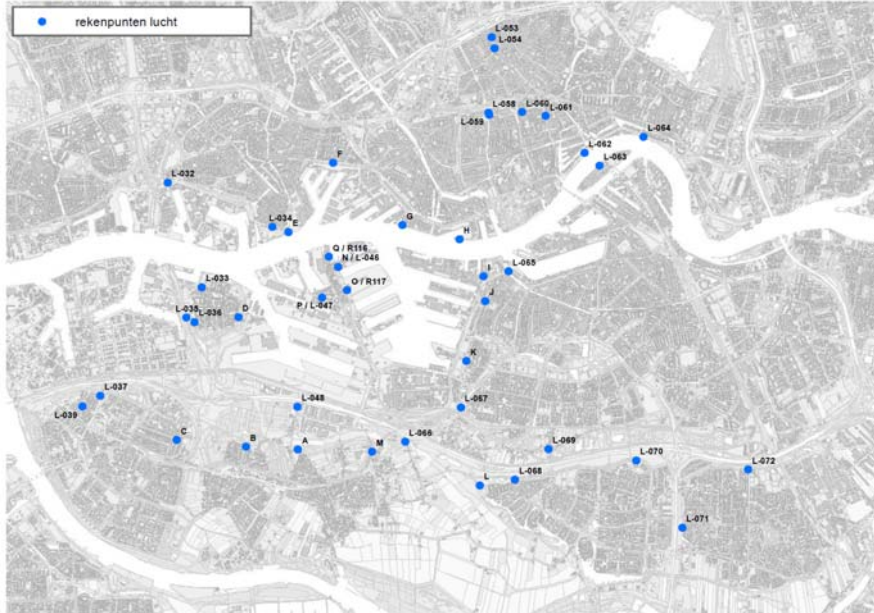 rekenpunten lucht
L-053
L-054
L-058
L-060
L-061
L-059
L-064
L-062
L-063
F
L-032
L-034
E
G
H
Q / R116
N / L-046
I
L-065
L-033
O / R117
P / L-047
J
L-035
L-036
D
K
L-037
L-039
L-048
L-067
C
B
A
M
L-066
L-069
L-070
L-072
L
L-068
L-071